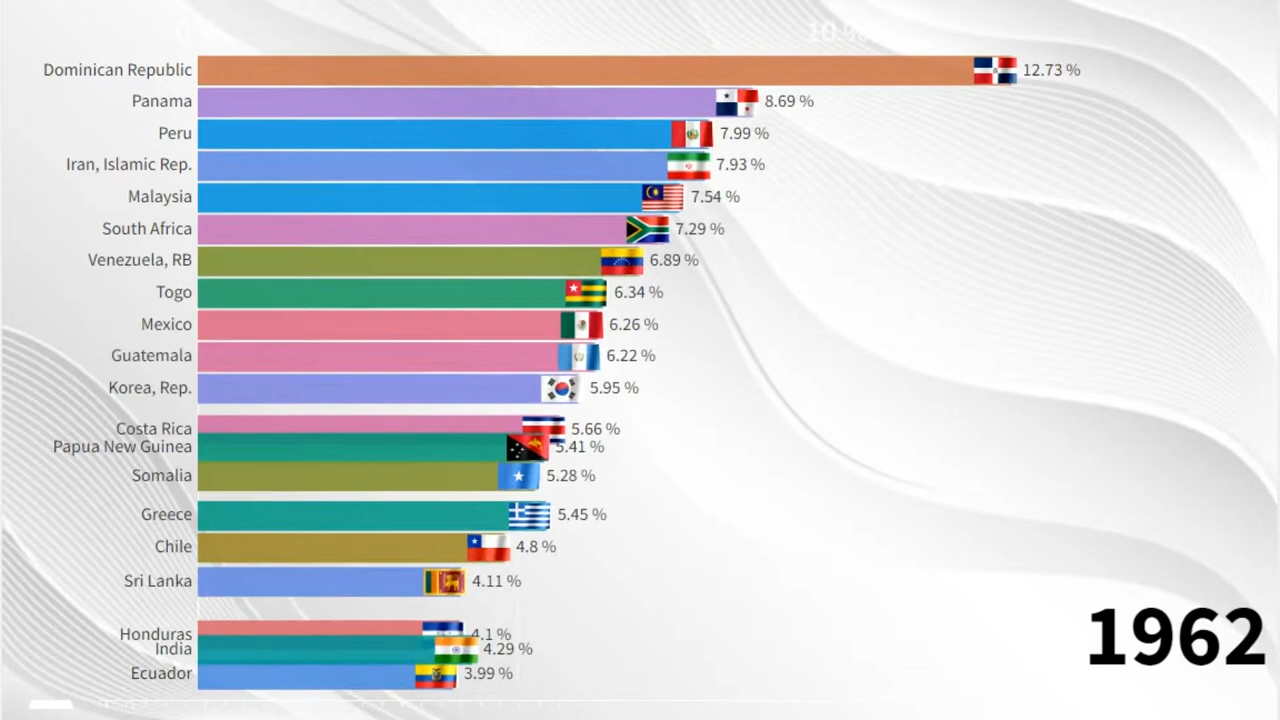 0 10 %
Dominican Republic 12.73 %
Panama 8.69 %
Peru 7.99 %
Iran, Islamic Rep. 7.93 %
Malaysia 7.54 %
South Africa 7.29 %
Venezuela, RB 6.89 %
Togo 6.34 %
Mexico 6.26 %
Guatemala 6.22 %
Korea, Rep. 5.95 %
Costa Rica 5.66 %
Papua New Guinea 5.41 %
Somalia 5.28 %
Greece 5.45 %
Chile 4.8 %
Sri Lanka 4.11 %
Honduras 4.1 %
India 4.29 %
Ecuador 3.99 %
1962